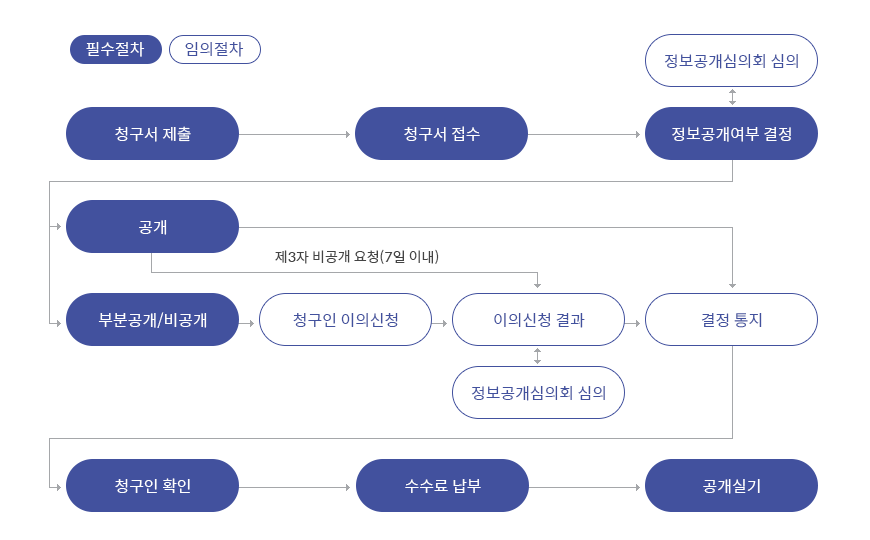 필수절차
임의절차
정보공개심의회 심의
청구서 제출
청구서 접수
정보공개여부 결정
공개
제3자 비공개 요청(7일 이내)
부분공개/비공개
청구인 이의신청
이의신청 결과
결정 통지
정보공개심의회 심의
청구인 확인
수수료 납부
공개실기